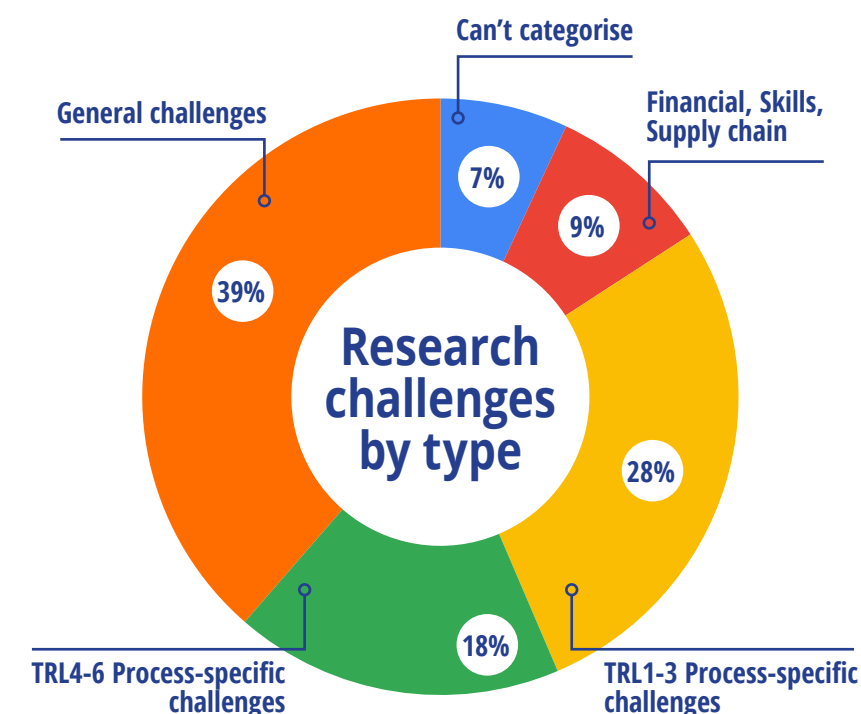 Can’t categorise
General challenges
Financial, Skills,
Supply chain
7%
9%
39%
Research
challenges
by type
28%
18%
TRL4-6 Process-specific
challenges
TRL1-3 Process-specific
challenges